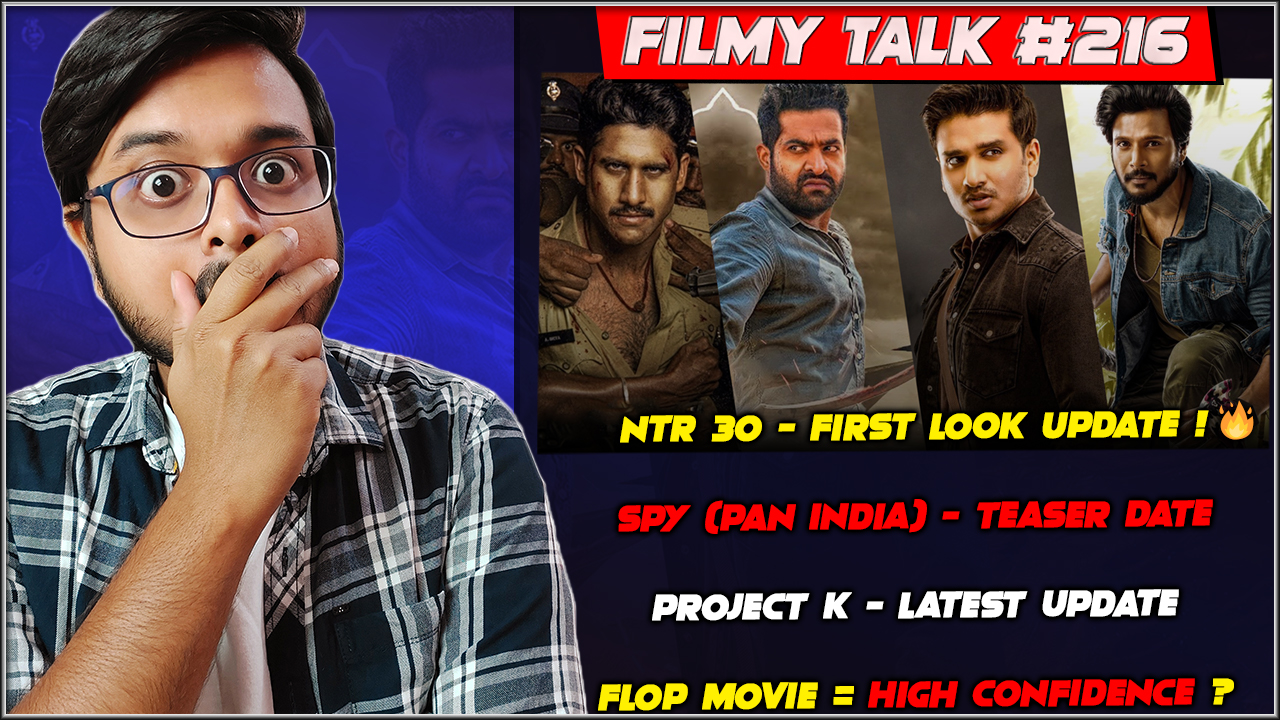 FILMY TALK #216
NTR 30 - FIRST LOOK UPDATE !
SPY (PAN INDIA) - TEASER DATE
PROJECT K - LATEST UPDATE
FLOP MOVIE = HIGH CONFIDENCE ?